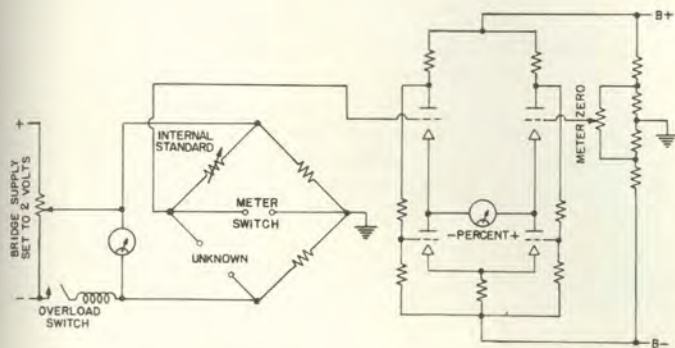 B+
INTERNAL
STANDARD
METER ZERO
+
BRIDGE SUPPLY
SET TO 2 VOLTS
METER
SWITCH
-PERCENT+
UNKNOWN
-
OVERLOAD
SWITCH
B-